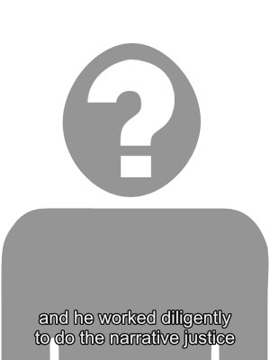 ?
and he worked diligently
to do the narrative justice